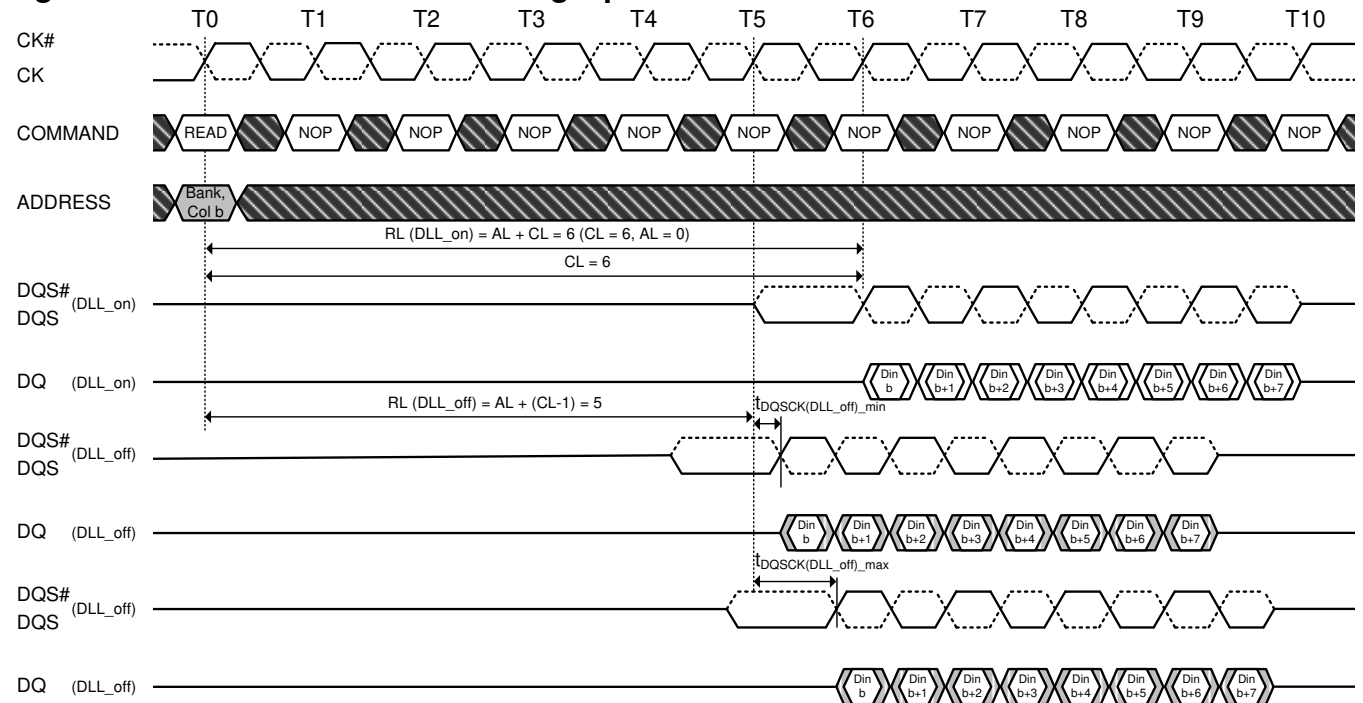 T0 T1 T2 T3 T4 T5 T6 T7 T8 T9 T10
CK#
CK
COMMAND READ NOP NOP NOP NOP NOP NOP NOP NOP NOP NOP
ADDRESS Bank,
Col b
RL (DLL_on) = AL + CL = 6 (CL = 6, AL = 0)
CL = 6
DQS# (DLL_on)
DQS
DQ (DLL_on) Din Din Din Din Din Din Din Din
b b+1 b+2 b+3 b+4 b+5 b+6 b+7
RL (DLL_off) = AL + (CL-1) = 5 tDQSCK(DLL_off)_min
DQS# (DLL_off)
DQS
DQ (DLL_off) Din Din Din Din Din Din Din Din
b b+1 b+2 b+3 b+4 b+5 b+6 b+7
tDQSCK(DLL_off)_max
DQS# (DLL_off)
DQS
DQ (DLL_off) Din Din Din Din Din Din Din Din
b b+1 b+2 b+3 b+4 b+5 b+6 b+7